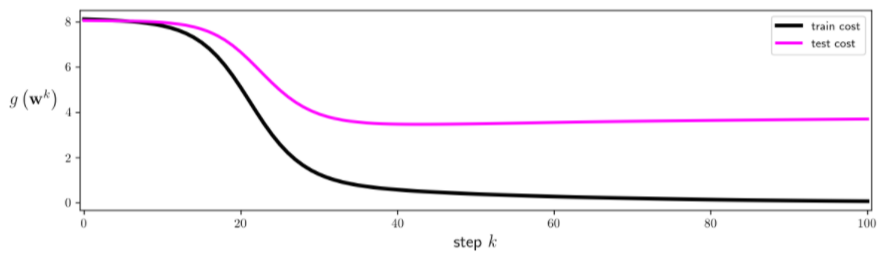 8
train cost
test cost
6
g (w^k)
4
2
0
0 20 40 60 80 100
step k